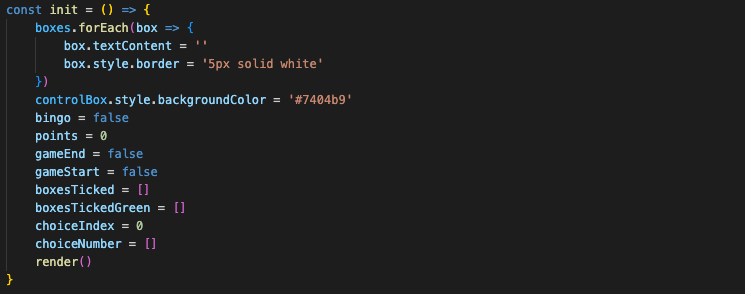 const init = () => {
    boxes.forEach(box => {
        box.textContent = ''
        box.style.border = '5px solid white'
    })
    controlBox.style.backgroundColor = '#7404b9'
    bingo = false
    points = 0
    gameEnd = false
    gameStart = false
    boxesTicked = []
    boxesTickedGreen = []
    choiceIndex = 0
    choiceNumber = []
    render()
}